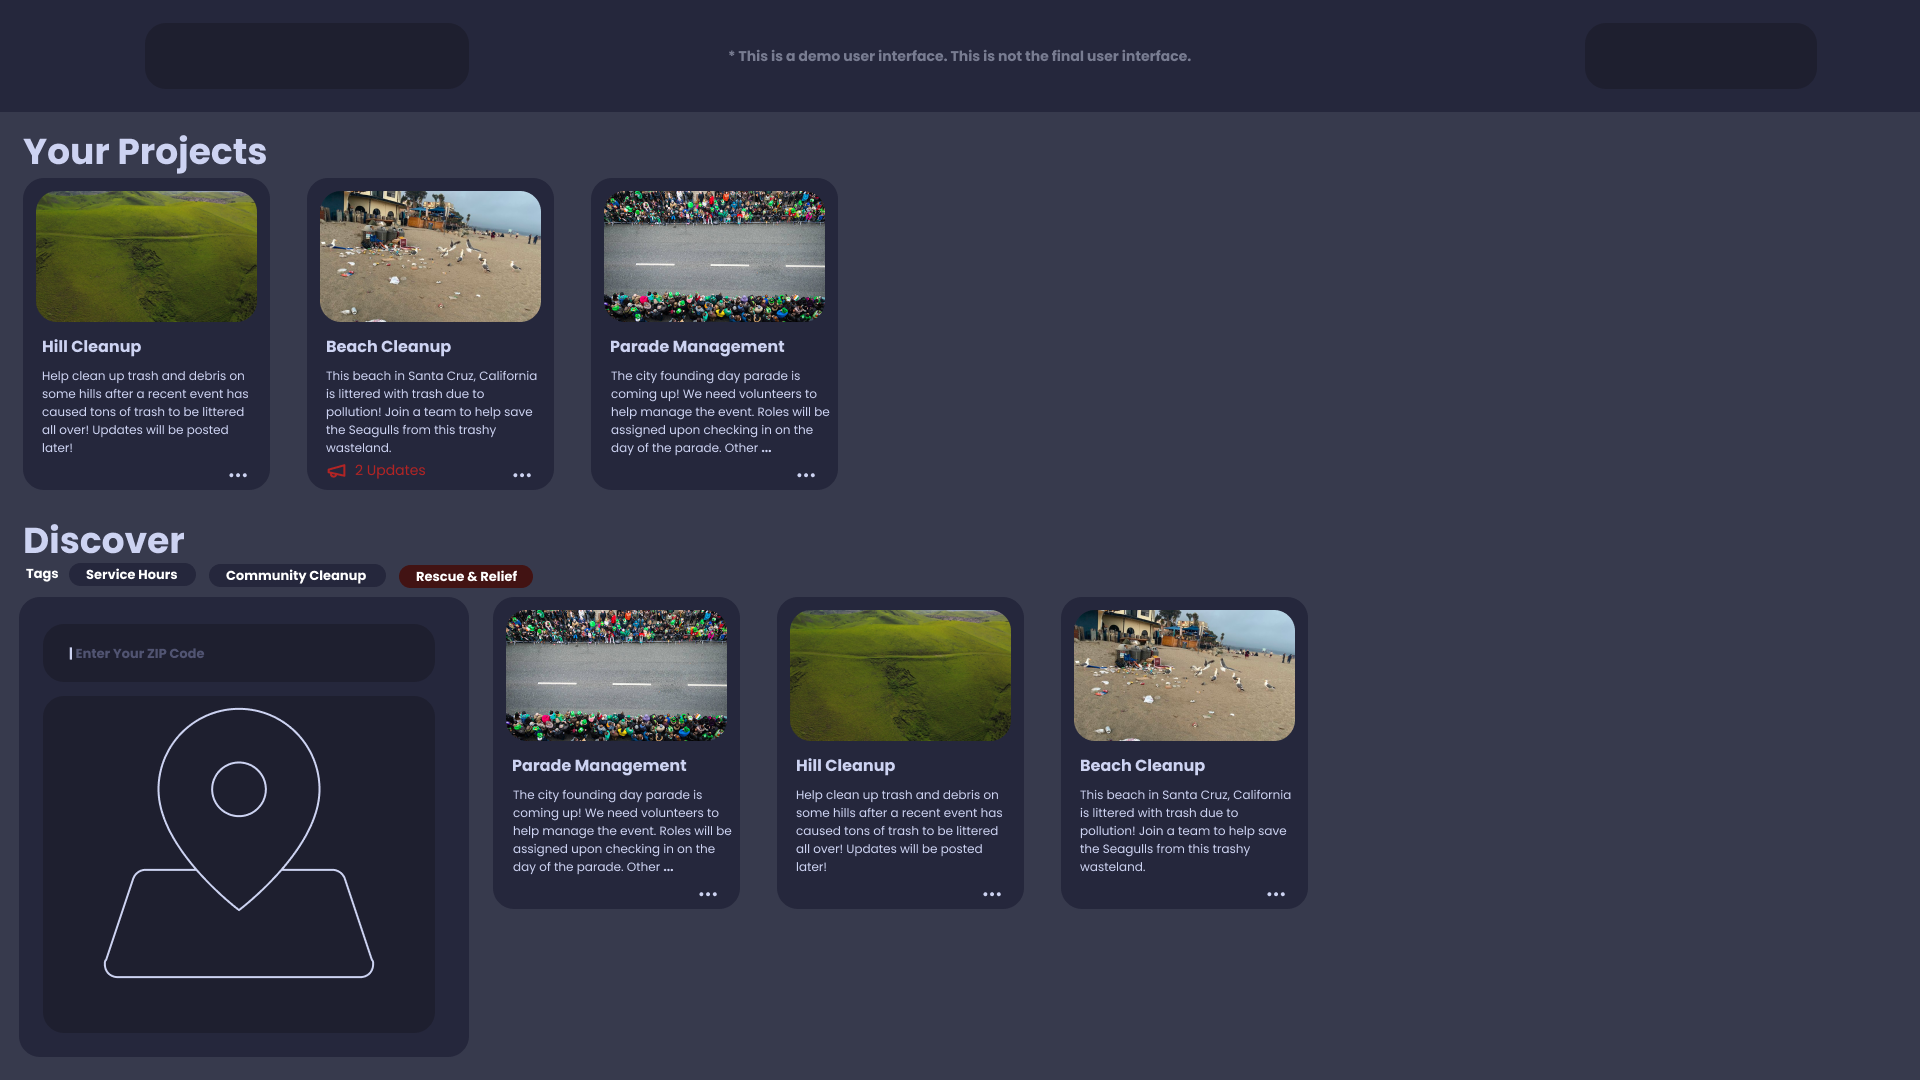 * This is a demo user interface. This is not the final user interface.
Your Projects
Hill Cleanup
Help clean up trash and debris on
some hills after a recent event has
caused tons of trash to be littered
all over! Updates will be posted
later!
Beach Cleanup
This beach in Santa Cruz, California
is littered with trash due to
pollution! Join a team to help save
the Seagulls from this trashy
wasteland.
2 Updates
Parade Management
The city founding day parade is
coming up! We need volunteers to
help manage the event. Roles will be
assigned upon checking in on the
day of the parade. Other ...
Discover
Tags Service Hours Community Cleanup Rescue & Relief
Enter Your ZIP Code
Parade Management
The city founding day parade is
coming up! We need volunteers to
help manage the event. Roles will be
assigned upon checking in on the
day of the parade. Other ...
Hill Cleanup
Help clean up trash and debris on
some hills after a recent event has
caused tons of trash to be littered
all over! Updates will be posted
later!
Beach Cleanup
This beach in Santa Cruz, California
is littered with trash due to
pollution! Join a team to help save
the Seagulls from this trashy
wasteland.